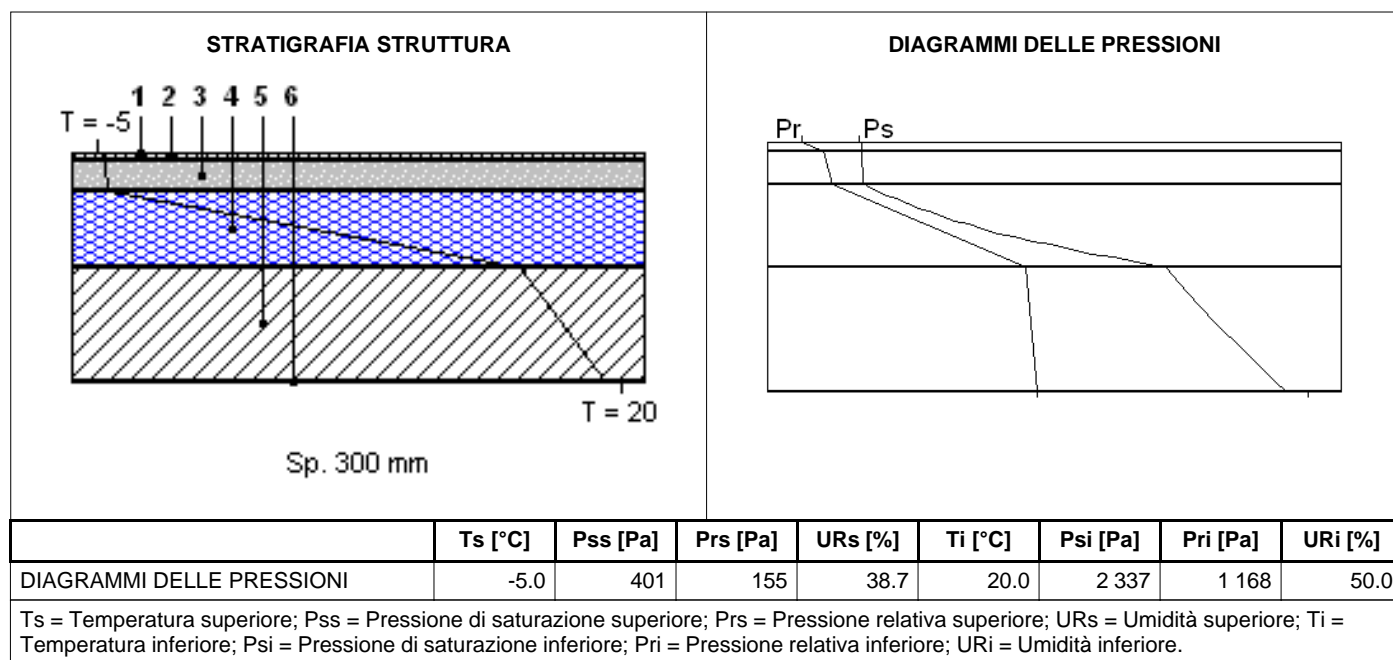 STRATIGRAFIA STRUTTURA
1 2 3 4 5 6
T = -5
T = 20
Sp. 300 mm
DIAGRAMMI DELLE PRESSIONI
Pr Ps
Ts [°C] Pss [Pa] Prs [Pa] URs [%] Ti [°C] Psi [Pa] Pri [Pa] URi [%]
DIAGRAMMI DELLE PRESSIONI -5.0 401 155 38.7 20.0 2 337 1 168 50.0
Ts = Temperatura superiore; Pss = Pressione di saturazione superiore; Prs = Pressione relativa superiore; URs = Umidità superiore; Ti =
Temperatura inferiore; Psi = Pressione di saturazione inferiore; Pri = Pressione relativa inferiore; URi = Umidità inferiore.